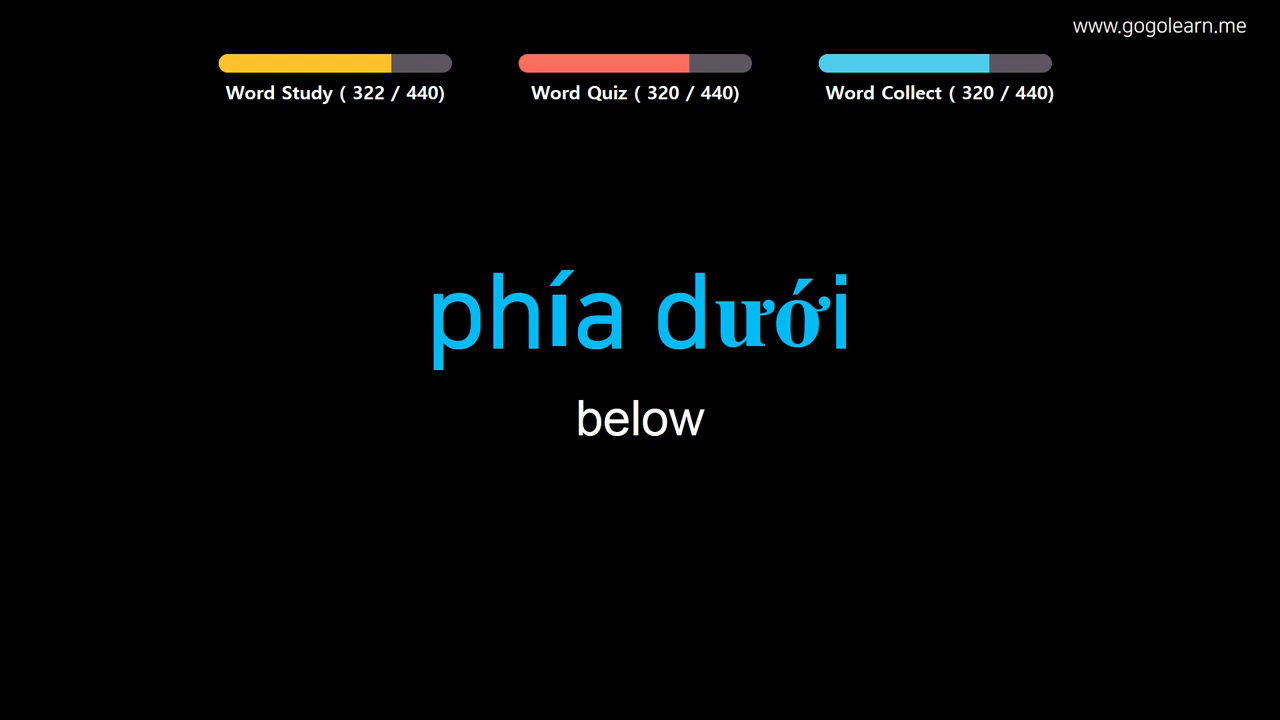 www.gogolearn.me
Word Study ( 322 / 440)
Word Quiz ( 320 / 440)
Word Collect ( 320 / 440)
phía dưới
below